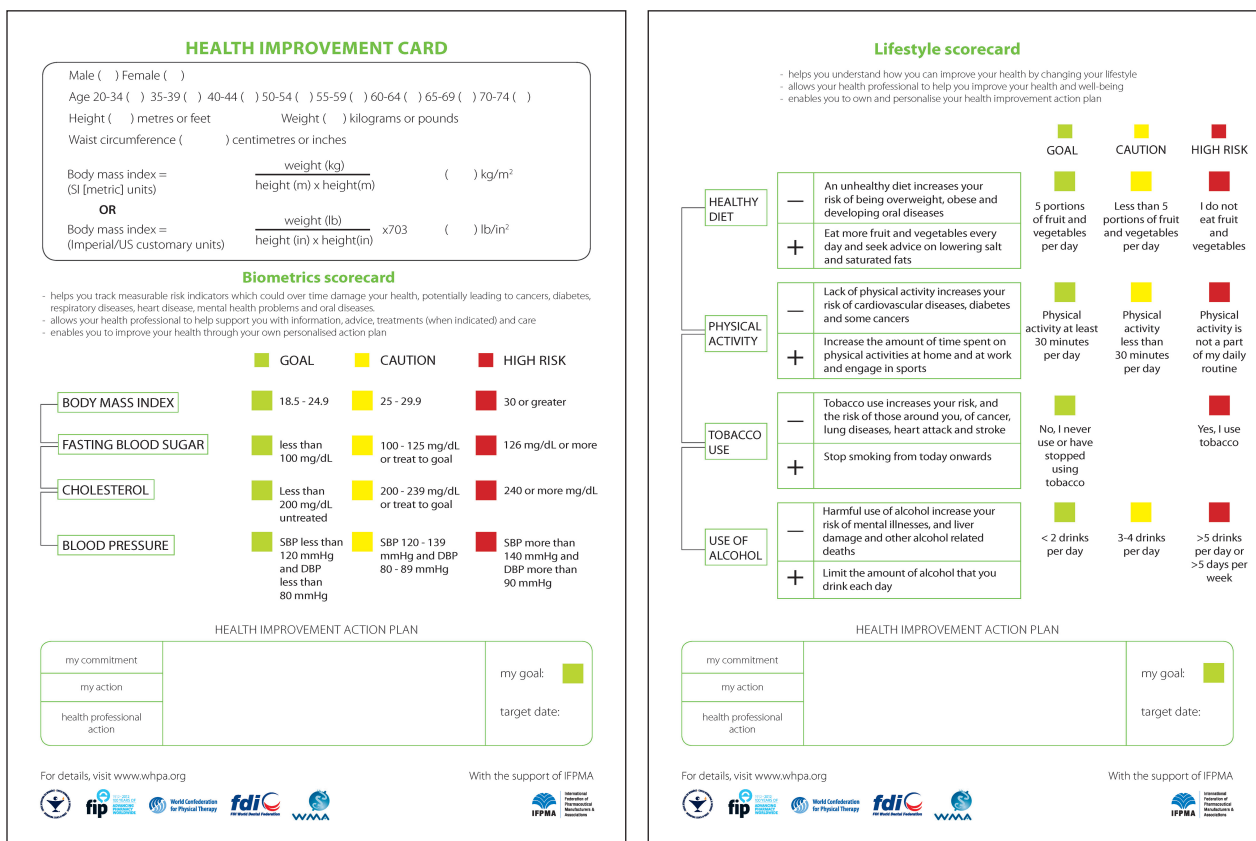 HEALTH IMPROVEMENT CARD
Male (   ) Female (   )
Age 20-34 (  ) 35-39 (  ) 40-44 (  ) 50-54 (  ) 55-59 (  ) 60-64 (  ) 65-69 (  ) 70-74 (  )
Height (     ) metres or feet Weight (     ) kilograms or pounds
Waist circumference (          ) centimetres or inches
Body mass index =
(SI [metric] units)
weight (kg)
height (m) x height(m)
(     ) kg/m²
OR
Body mass index =
(Imperial/US customary units)
weight (lb)
height (in) x height(in)
x703
(     ) lb/in²
Biometrics scorecard
- helps you track measurable risk indicators which could over time damage your health, potentially leading to cancers, diabetes,
respiratory diseases, heart disease, mental health problems and oral diseases.
- allows your health professional to help support you with information, advice, treatments (when indicated) and care
- enables you to improve your health through your own personalised action plan
GOAL CAUTION HIGH RISK
BODY MASS INDEX
18.5 - 24.9
25 - 29.9
30 or greater
FASTING BLOOD SUGAR
less than
100 mg/dL
100 - 125 mg/dL
or treat to goal
126 mg/dL or more
CHOLESTEROL
Less than
200 mg/dL
untreated
200 - 239 mg/dL
or treat to goal
240 or more mg/dL
BLOOD PRESSURE
SBP less than
120 mmHg
and DBP
less than
80 mmHg
SBP 120 - 139
mmHg and DBP
80 - 89 mmHg
SBP more than
140 mmHg and
DBP more than
90 mmHg
HEALTH IMPROVEMENT ACTION PLAN
my commitment
my action
health professional
action
my goal:
target date:
For details, visit www.whpa.org
With the support of IFPMA
fip
ADVANCING
PHARMACY
WORLDWIDE
World Confederation
for Physical Therapy
fdi
FDI World Dental Federation
WMA
IFPMA
International
Federation of
Pharmaceutical
Manufacturers &
Associations
Lifestyle scorecard
- helps you understand how you can improve your health by changing your lifestyle
- allows your health professional to help you improve your health and well-being
- enables you to own and personalise your health improvement action plan
GOAL CAUTION HIGH RISK
HEALTHY
DIET
—
An unhealthy diet increases your
risk of being overweight, obese and
developing oral diseases
+
Eat more fruit and vegetables every
day and seek advice on lowering salt
and saturated fats
5 portions
of fruit and
vegetables
per day
Less than 5
portions of fruit
and vegetables
per day
I do not
eat fruit
and
vegetables
PHYSICAL
ACTIVITY
—
Lack of physical activity increases your
risk of cardiovascular diseases, diabetes
and some cancers
+
Increase the amount of time spent on
physical activities at home and at work
and engage in sports
Physical
activity at least
30 minutes
per day
Physical
activity
less than
30 minutes
per day
Physical
activity is
not a part
of my daily
routine
TOBACCO
USE
—
Tobacco use increases your risk, and
the risk of those around you, of cancer,
lung diseases, heart attack and stroke
+
Stop smoking from today onwards
No, I never
use or have
stopped
using
tobacco
Yes, I use
tobacco
USE OF
ALCOHOL
—
Harmful use of alcohol increase your
risk of mental illnesses, and liver
damage and other alcohol related
deaths
+
Limit the amount of alcohol that you
drink each day
< 2 drinks
per day
3-4 drinks
per day
>5 drinks
per day or
>5 days per
week
HEALTH IMPROVEMENT ACTION PLAN
my commitment
my action
health professional
action
my goal:
target date:
For details, visit www.whpa.org
With the support of IFPMA
fip
ADVANCING
PHARMACY
WORLDWIDE
World Confederation
for Physical Therapy
fdi
FDI World Dental Federation
WMA
IFPMA
International
Federation of
Pharmaceutical
Manufacturers &
Associations